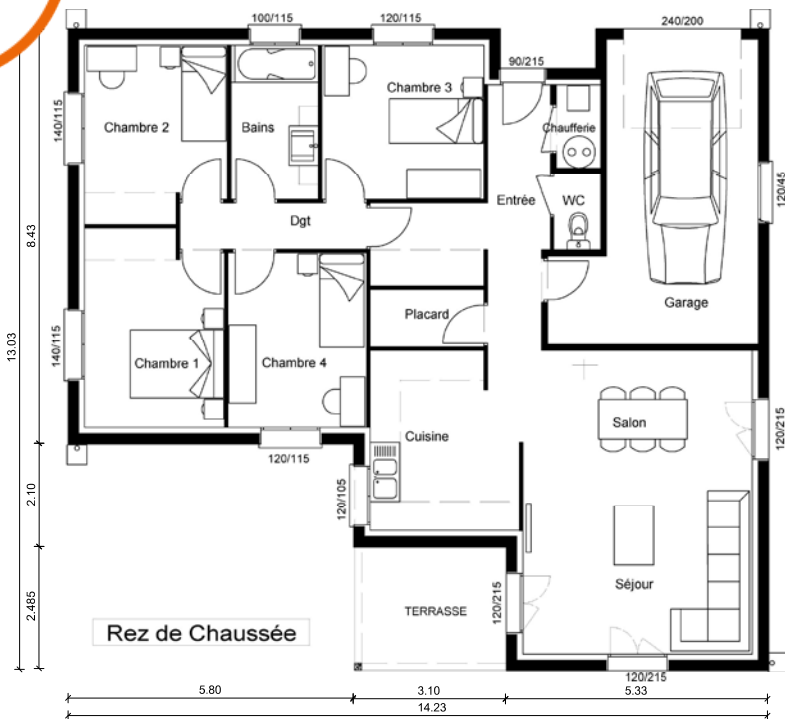 100/115
120/115
240/200
90/215
Chambre 3
Chambre 2
Bains
Chaufferie
140/115
120/45
Entrée
WC
Dgt
8.43
Garage
Placard
13.03
140/115
Chambre 1
Chambre 4
Salon
120/215
Cuisine
120/115
120/105
2.10
Séjour
2.485
TERRASSE
120/215
Rez de Chaussée
120/215
5.80
3.10
5.33
14.23